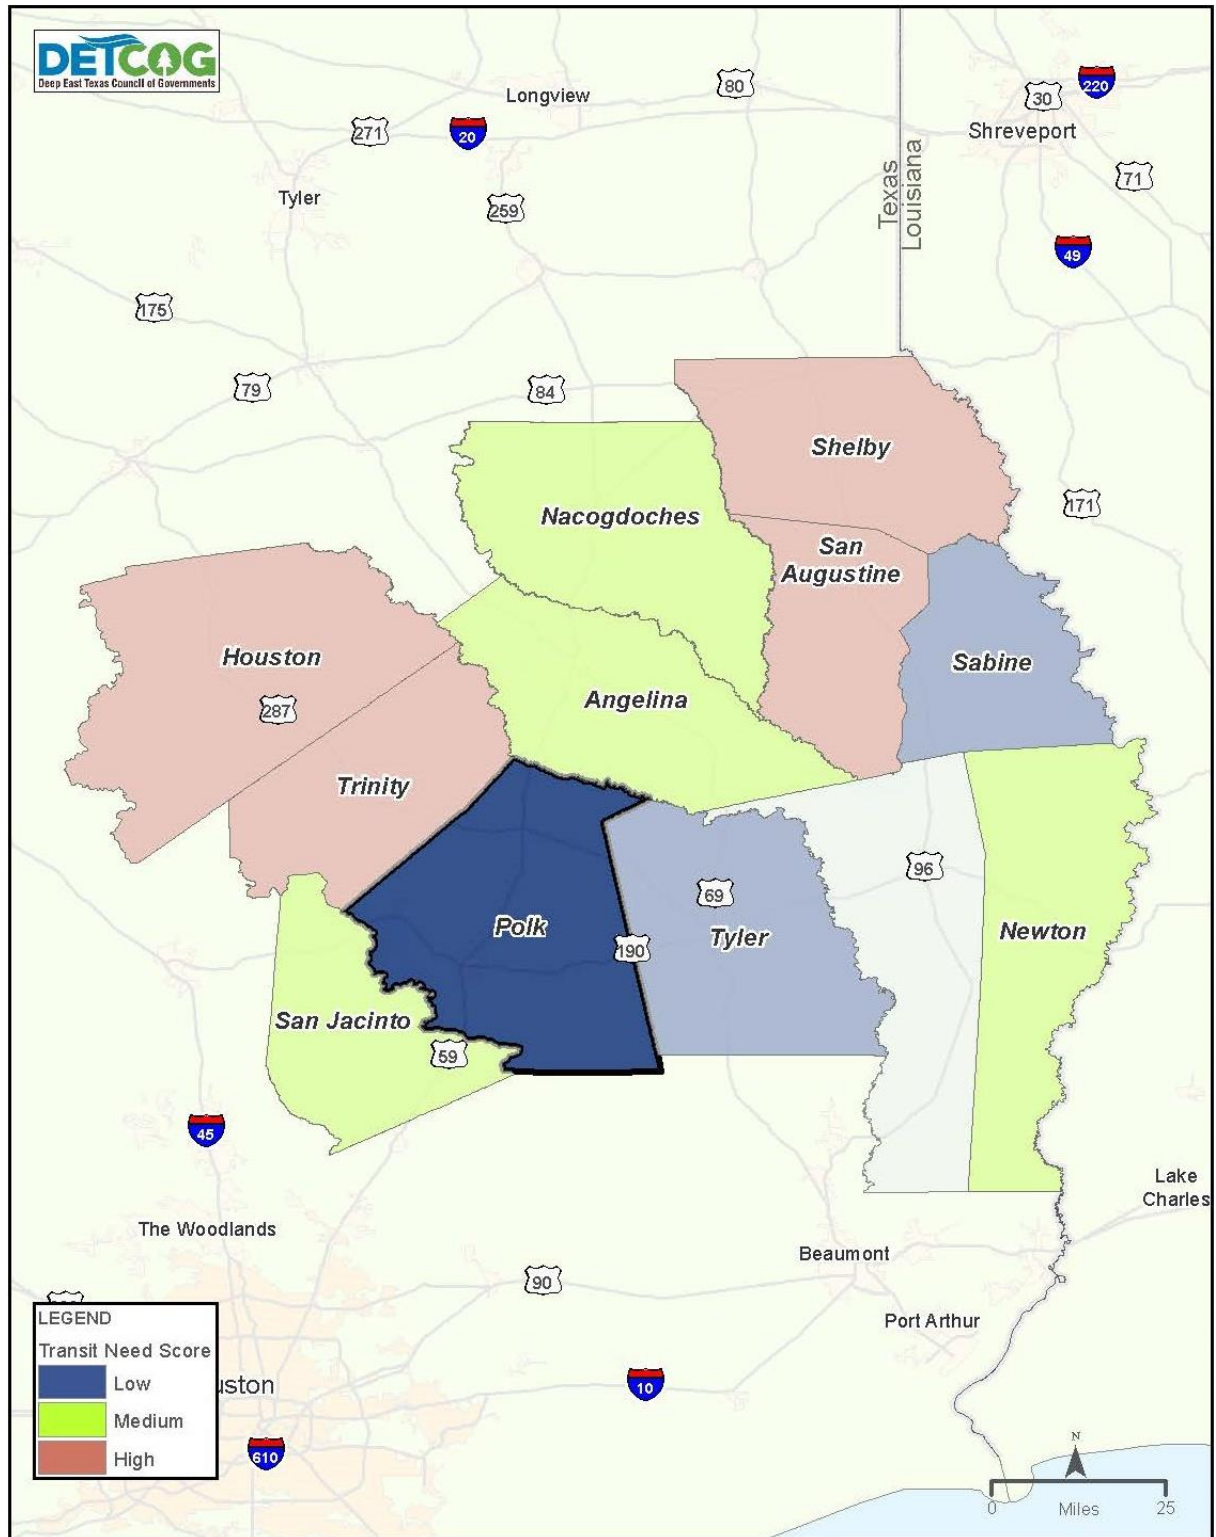 DETCOG
Deep East Texas Council of Governments
Longview
80
30
220
271
20
Shreveport
Tyler
259
71
Texas
Louisiana
49
175
79
84
Shelby
171
Nacogdoches
San
Augustine
Houston
Sabine
287
Angelina
Trinity
96
69
Polk
190
Tyler
Newton
San Jacinto
59
45
Lake
Charles
The Woodlands
Beaumont
90
Port Arthur
LEGEND
Transit Need Score
Low
Medium
High
uston
10
610
N
0 Miles 25